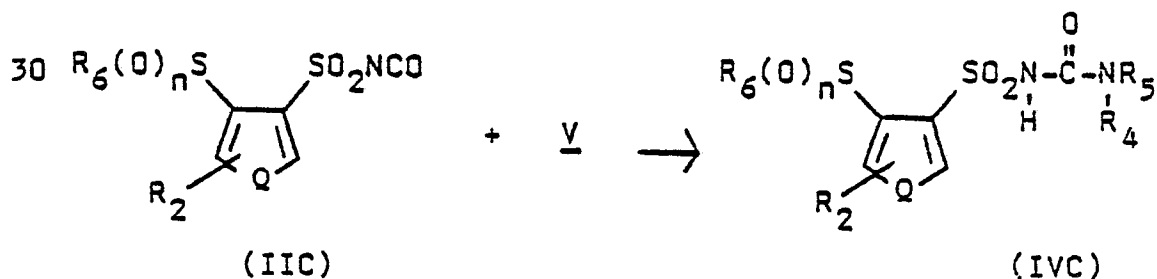 30 R₆(O)ₙS SO₂NCO + V → R₆(O)ₙS SO₂N-C-NR₅
O
H R₄
R₂ Q R₂ Q
(IIC) (IVC)